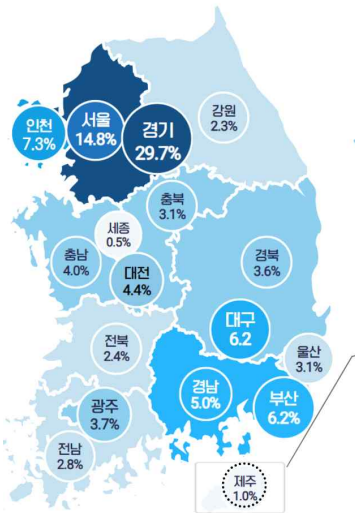 강원
2.3%
인천
7.3%
서울
14.8%
경기
29.7%
충북
3.1%
세종
0.5%
충남
4.0%
대전
4.4%
경북
3.6%
대구
6.2
전북
2.4%
울산
3.1%
경남
5.0%
부산
6.2%
광주
3.7%
전남
2.8%
제주
1.0%